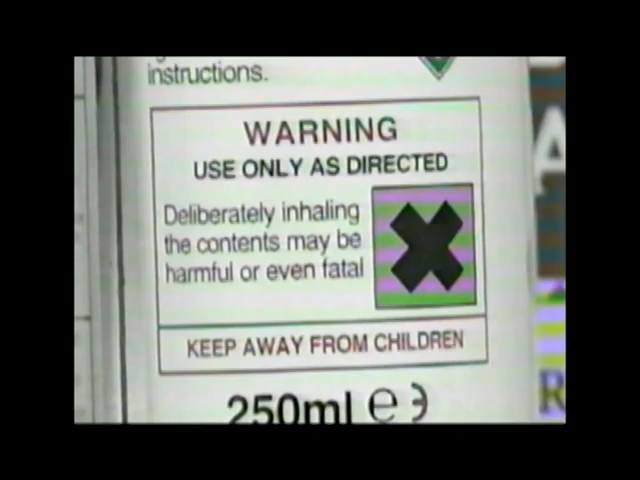 instructions.
WARNING
USE ONLY AS DIRECTED
Deliberately inhaling
the contents may be
harmful or even fatal
KEEP AWAY FROM CHILDREN
250ml ℮ ϶
A
R